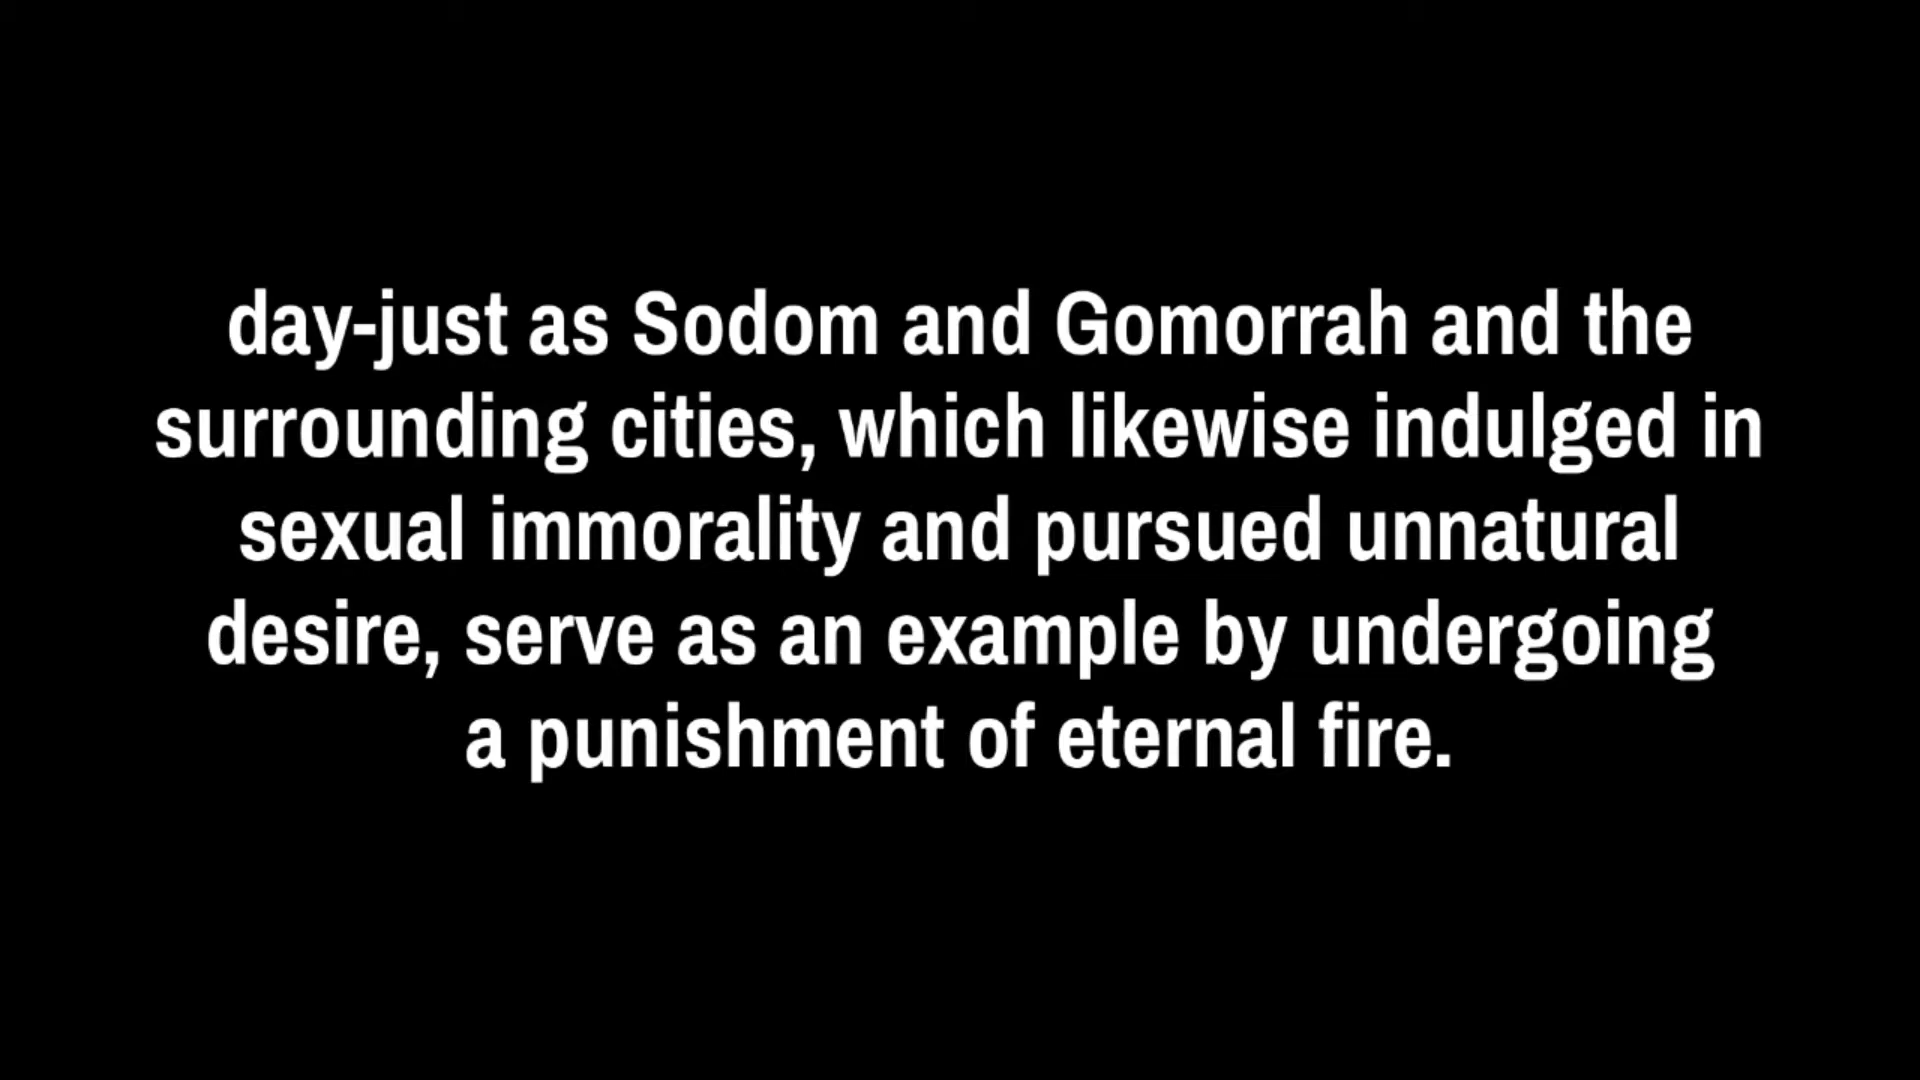 day-just as Sodom and Gomorrah and the
surrounding cities, which likewise indulged in
sexual immorality and pursued unnatural
desire, serve as an example by undergoing
a punishment of eternal fire.